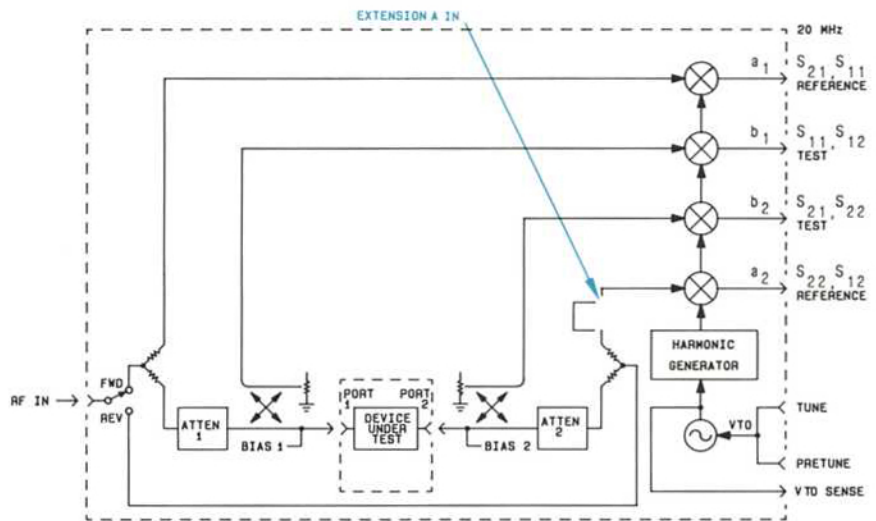 EXTENSION A IN
20 MHz
a1
S21, S11
REFERENCE
b1
S11, S12
TEST
b2
S21, S22
TEST
a2
S22, S12
REFERENCE
HARMONIC
GENERATOR
RF IN
FWD
REV
ATTEN
1
BIAS 1
PORT
1
PORT
2
DEVICE
UNDER
TEST
BIAS 2
ATTEN
2
VTO
TUNE
PRETUNE
VTO SENSE